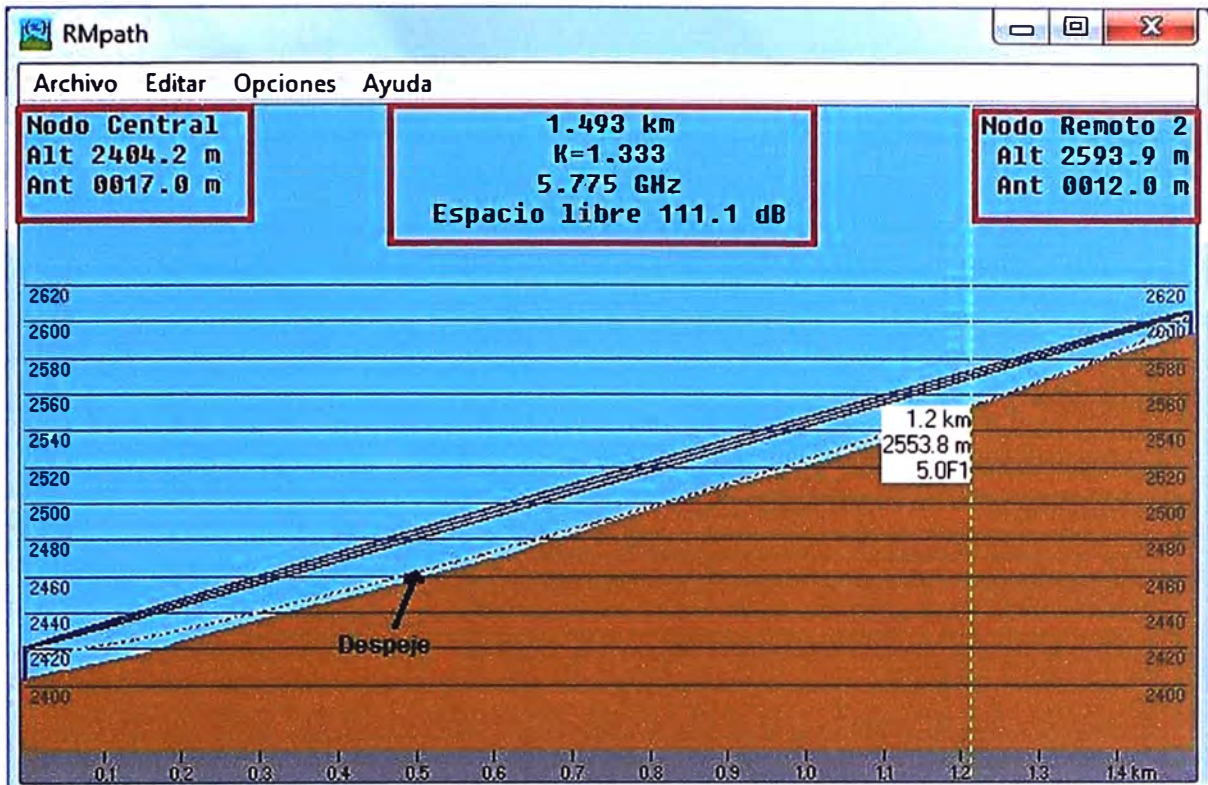 RMpath
Archivo Editar Opciones Ayuda
Nodo Central
Alt 2404.2 m
Ant 0017.0 m
1.493 km
K=1.333
5.775 GHz
Espacio libre 111.1 dB
Nodo Remoto 2
Alt 2593.9 m
Ant 0012.0 m
2620 2620
2600 2600
2580 2580
2560 2560
2540 2540
2520 2520
2500 2500
2480 2480
2460 2460
2440 2440
2420 2420
2400 2400
1.2 km
2553.8 m
5.0F1
Despeje
0.1 0.2 0.3 0.4 0.5 0.6 0.7 0.8 0.9 1.0 1.1 1.2 1.3 1.4 km